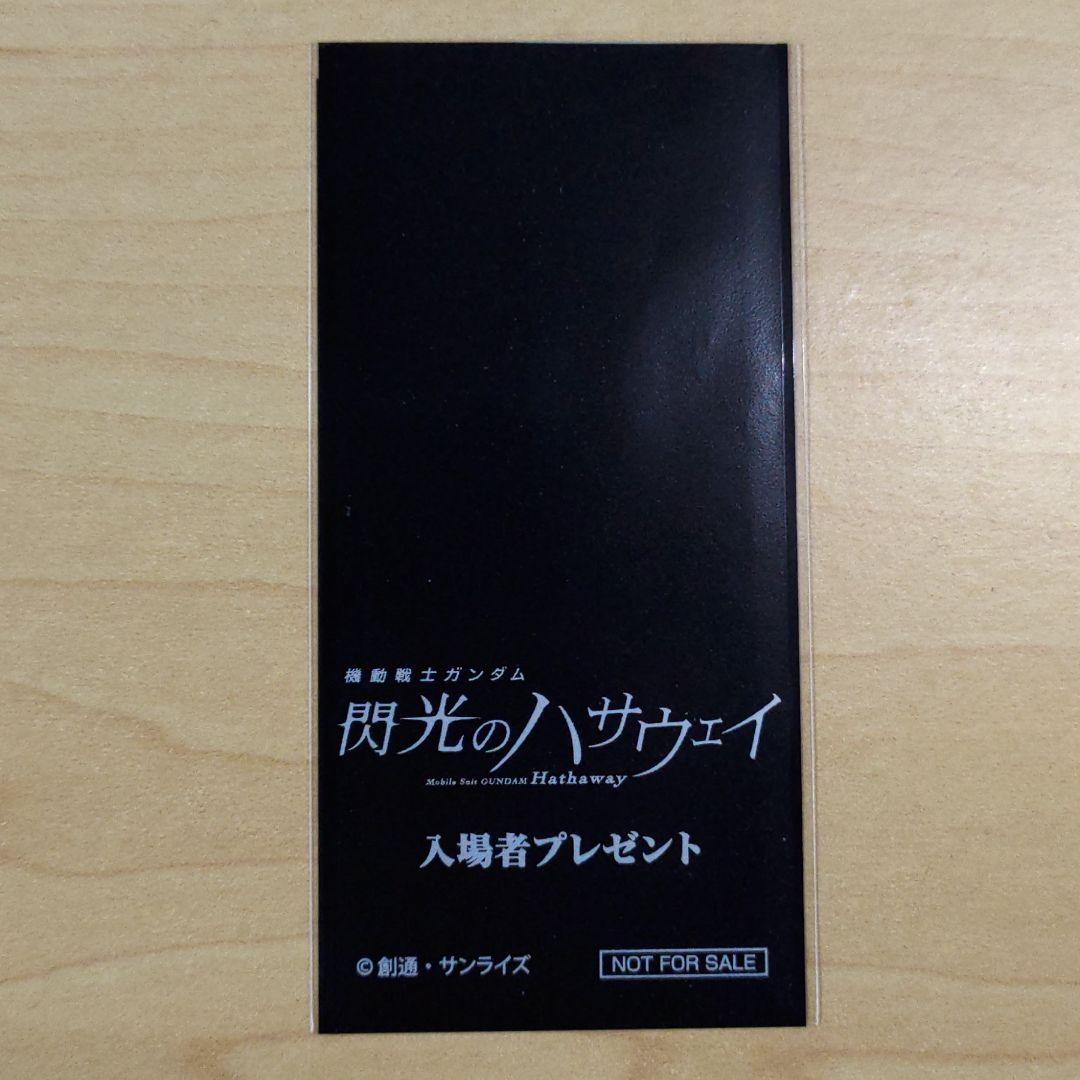 機動戦士ガンダム
閃光のハサウェイ
Mobile Suit GUNDAM Hathaway
入場者プレゼント
©創通・サンライズ
NOT FOR SALE